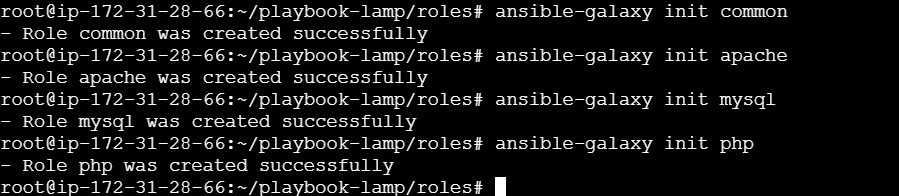 root@ip-172-31-28-66:~/playbook-lamp/roles# ansible-galaxy init common
- Role common was created successfully
root@ip-172-31-28-66:~/playbook-lamp/roles# ansible-galaxy init apache
- Role apache was created successfully
root@ip-172-31-28-66:~/playbook-lamp/roles# ansible-galaxy init mysql
- Role mysql was created successfully
root@ip-172-31-28-66:~/playbook-lamp/roles# ansible-galaxy init php
- Role php was created successfully
root@ip-172-31-28-66:~/playbook-lamp/roles#